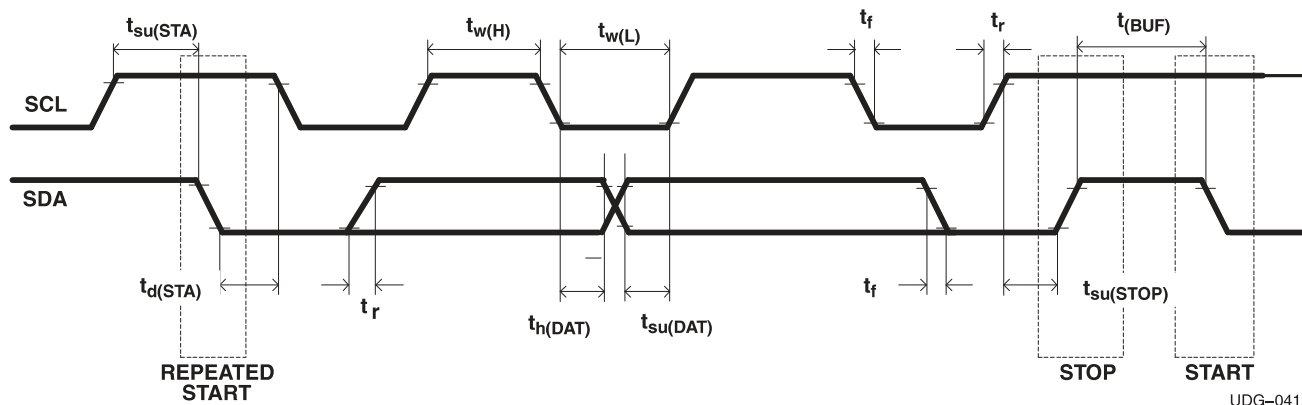 tsu(STA)
tw(H)
tw(L)
tf
tr
t(BUF)
SCL
SDA
td(STA)
tr
th(DAT)
tsu(DAT)
tf
tsu(STOP)
REPEATED
START
STOP
START
UDG–041